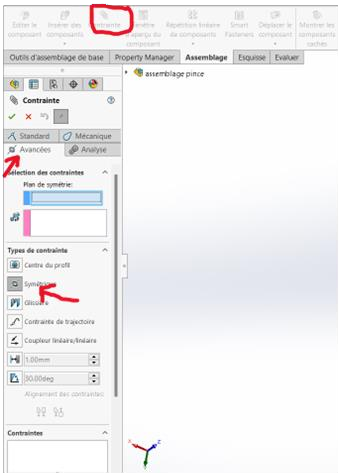 Éditer le Insérer des Contrainte Fenêtre Répétition linéaire Smart Déplacer le Montrer les
composant composants d'aperçu du de composants Fasteners composant composants
composant cachés
Outils d'assemblage de base Property Manager Assemblage Esquisse Evaluer
assemblage pince
Contrainte
Standard Mécanique
Avancées Analyse
Sélection des contraintes
Plan de symétrie:
Types de contrainte
Centre du profil
Symétrie
Glissière
Contrainte de trajectoire
Coupleur linéaire/linéaire
1.00mm
30.00deg
Alignement des contraintes:
Contraintes